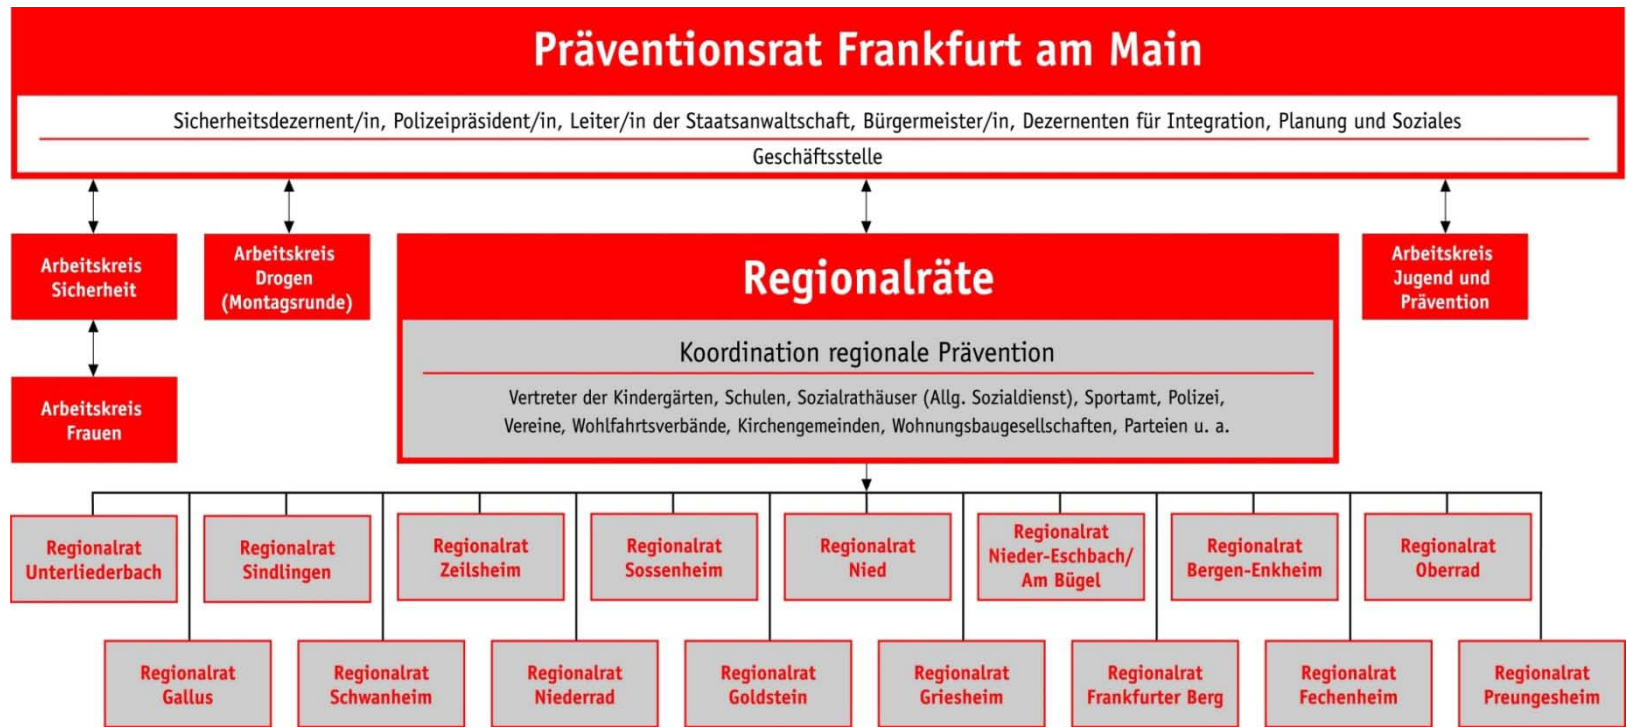 Präventionsrat Frankfurt am Main
Sicherheitsdezernent/in, Polizeipräsident/in, Leiter/in der Staatsanwaltschaft, Bürgermeister/in, Dezernenten für Integration, Planung und Soziales
Geschäftsstelle
Arbeitskreis
Sicherheit
Arbeitskreis
Drogen
(Montagsrunde)
Regionalräte
Arbeitskreis
Jugend und
Prävention
Koordination regionale Prävention
Vertreter der Kindergärten, Schulen, Sozialrathäuser (Allg. Sozialdienst), Sportamt, Polizei,
Vereine, Wohlfahrtsverbände, Kirchengemeinden, Wohnungsbaugesellschaften, Parteien u. a.
Arbeitskreis
Frauen
Regionalrat
Unterliederbach
Regionalrat
Sindlingen
Regionalrat
Zeilsheim
Regionalrat
Sossenheim
Regionalrat
Nied
Regionalrat
Nieder-Eschbach/
Am Bügel
Regionalrat
Bergen-Enkheim
Regionalrat
Oberrad
Regionalrat
Gallus
Regionalrat
Schwanheim
Regionalrat
Niederrad
Regionalrat
Goldstein
Regionalrat
Griesheim
Regionalrat
Frankfurter Berg
Regionalrat
Fechenheim
Regionalrat
Preungesheim